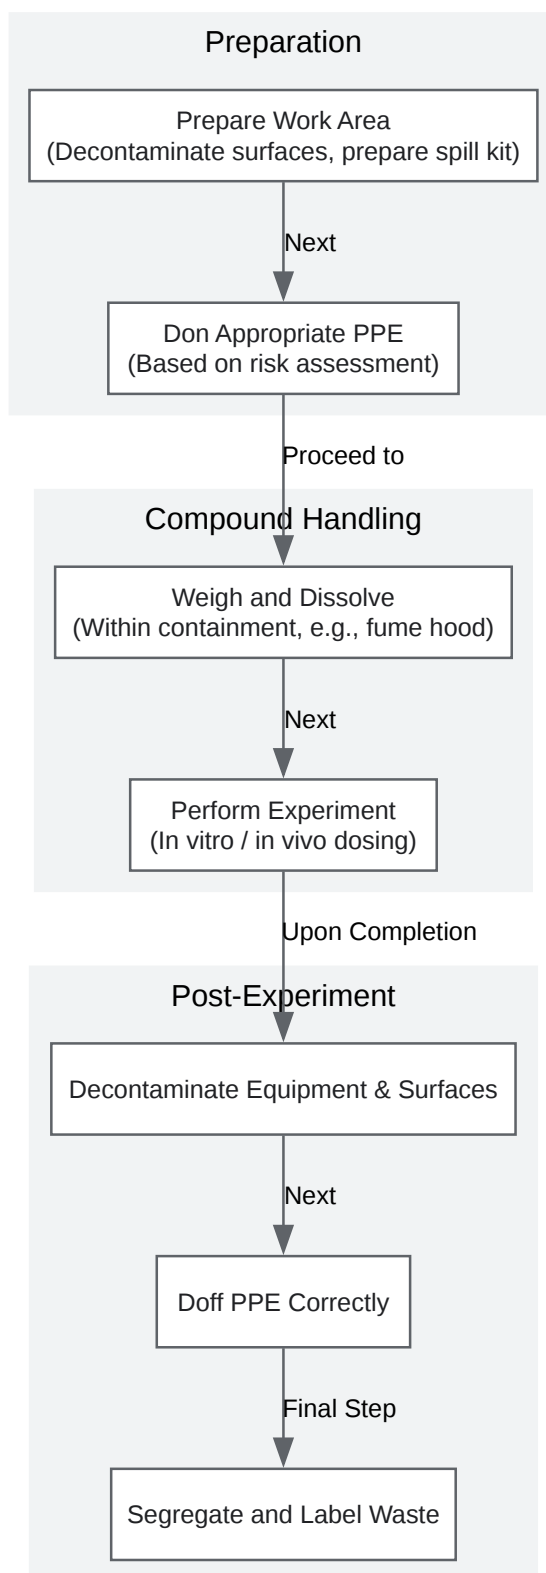 Preparation
Prepare Work Area
(Decontaminate surfaces, prepare spill kit)
Next
Don Appropriate PPE
(Based on risk assessment)
Proceed to
Compound Handling
Weigh and Dissolve
(Within containment, e.g., fume hood)
Next
Perform Experiment
(In vitro / in vivo dosing)
Upon Completion
Post-Experiment
Decontaminate Equipment & Surfaces
Next
Doff PPE Correctly
Final Step
Segregate and Label Waste